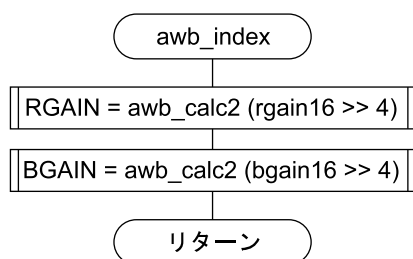 awb_index
RGAIN = awb_calc2 (rgain16 >> 4)
BGAIN = awb_calc2 (bgain16 >> 4)
リターン